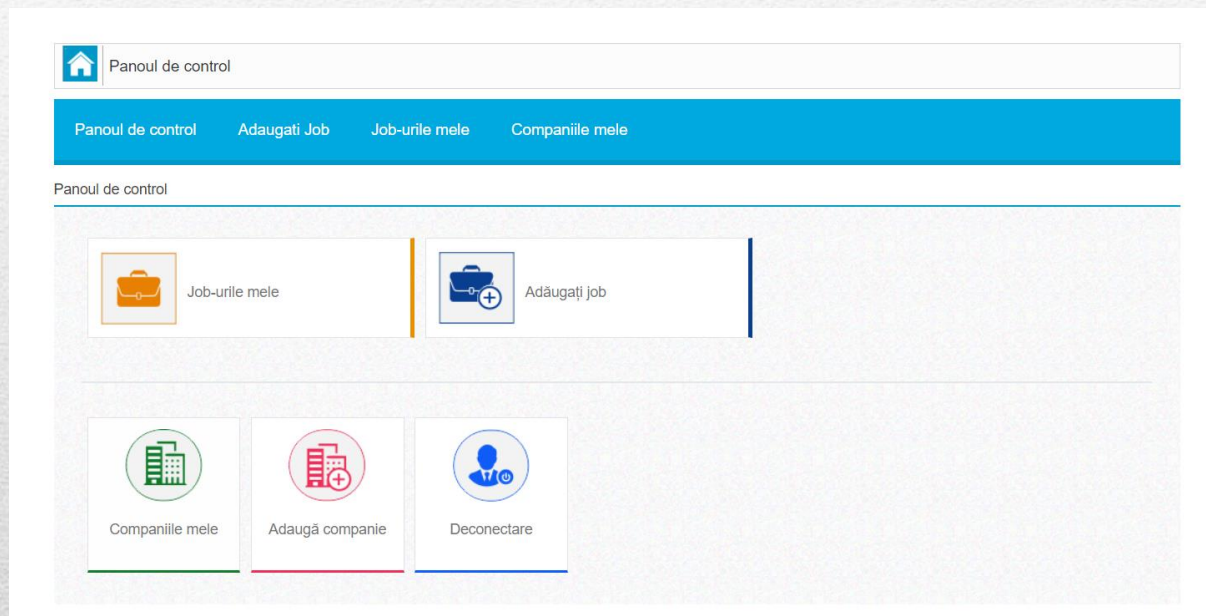 Panoul de control
Panoul de control Adaugati Job Job-urile mele Companiile mele
Panoul de control
Job-urile mele Adăugați job
Companiile mele Adaugă companie Deconectare